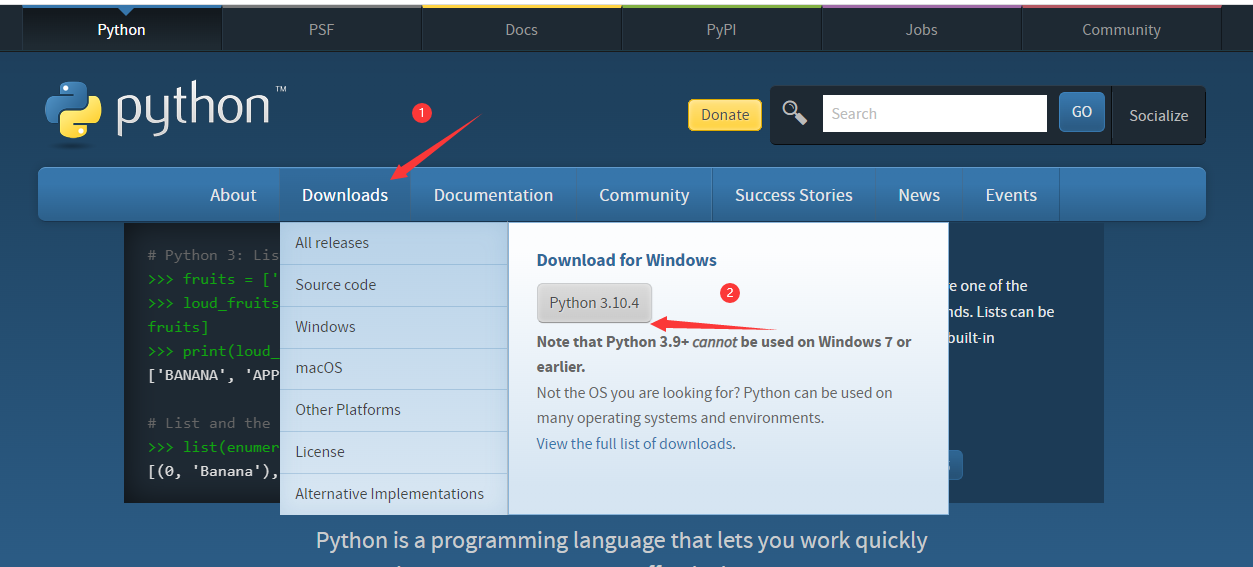 Python
PSF
Docs
PyPI
Jobs
Community
python™
1
Donate
Search
GO
Socialize
About
Downloads
Documentation
Community
Success Stories
News
Events
# Python 3: Lis
>>> fruits = ['
>>> loud_fruits
fruits]
>>> print(loud_
['BANANA', 'APP
# List and the
>>> list(enumer
[(0, 'Banana'),
All releases
Source code
Windows
macOS
Other Platforms
License
Alternative Implementations
Download for Windows
Python 3.10.4
2
Note that Python 3.9+ cannot be used on Windows 7 or
earlier.
Not the OS you are looking for? Python can be used on
many operating systems and environments.
View the full list of downloads.
e one of the
nds. Lists can be
built-in
Python is a programming language that lets you work quickly